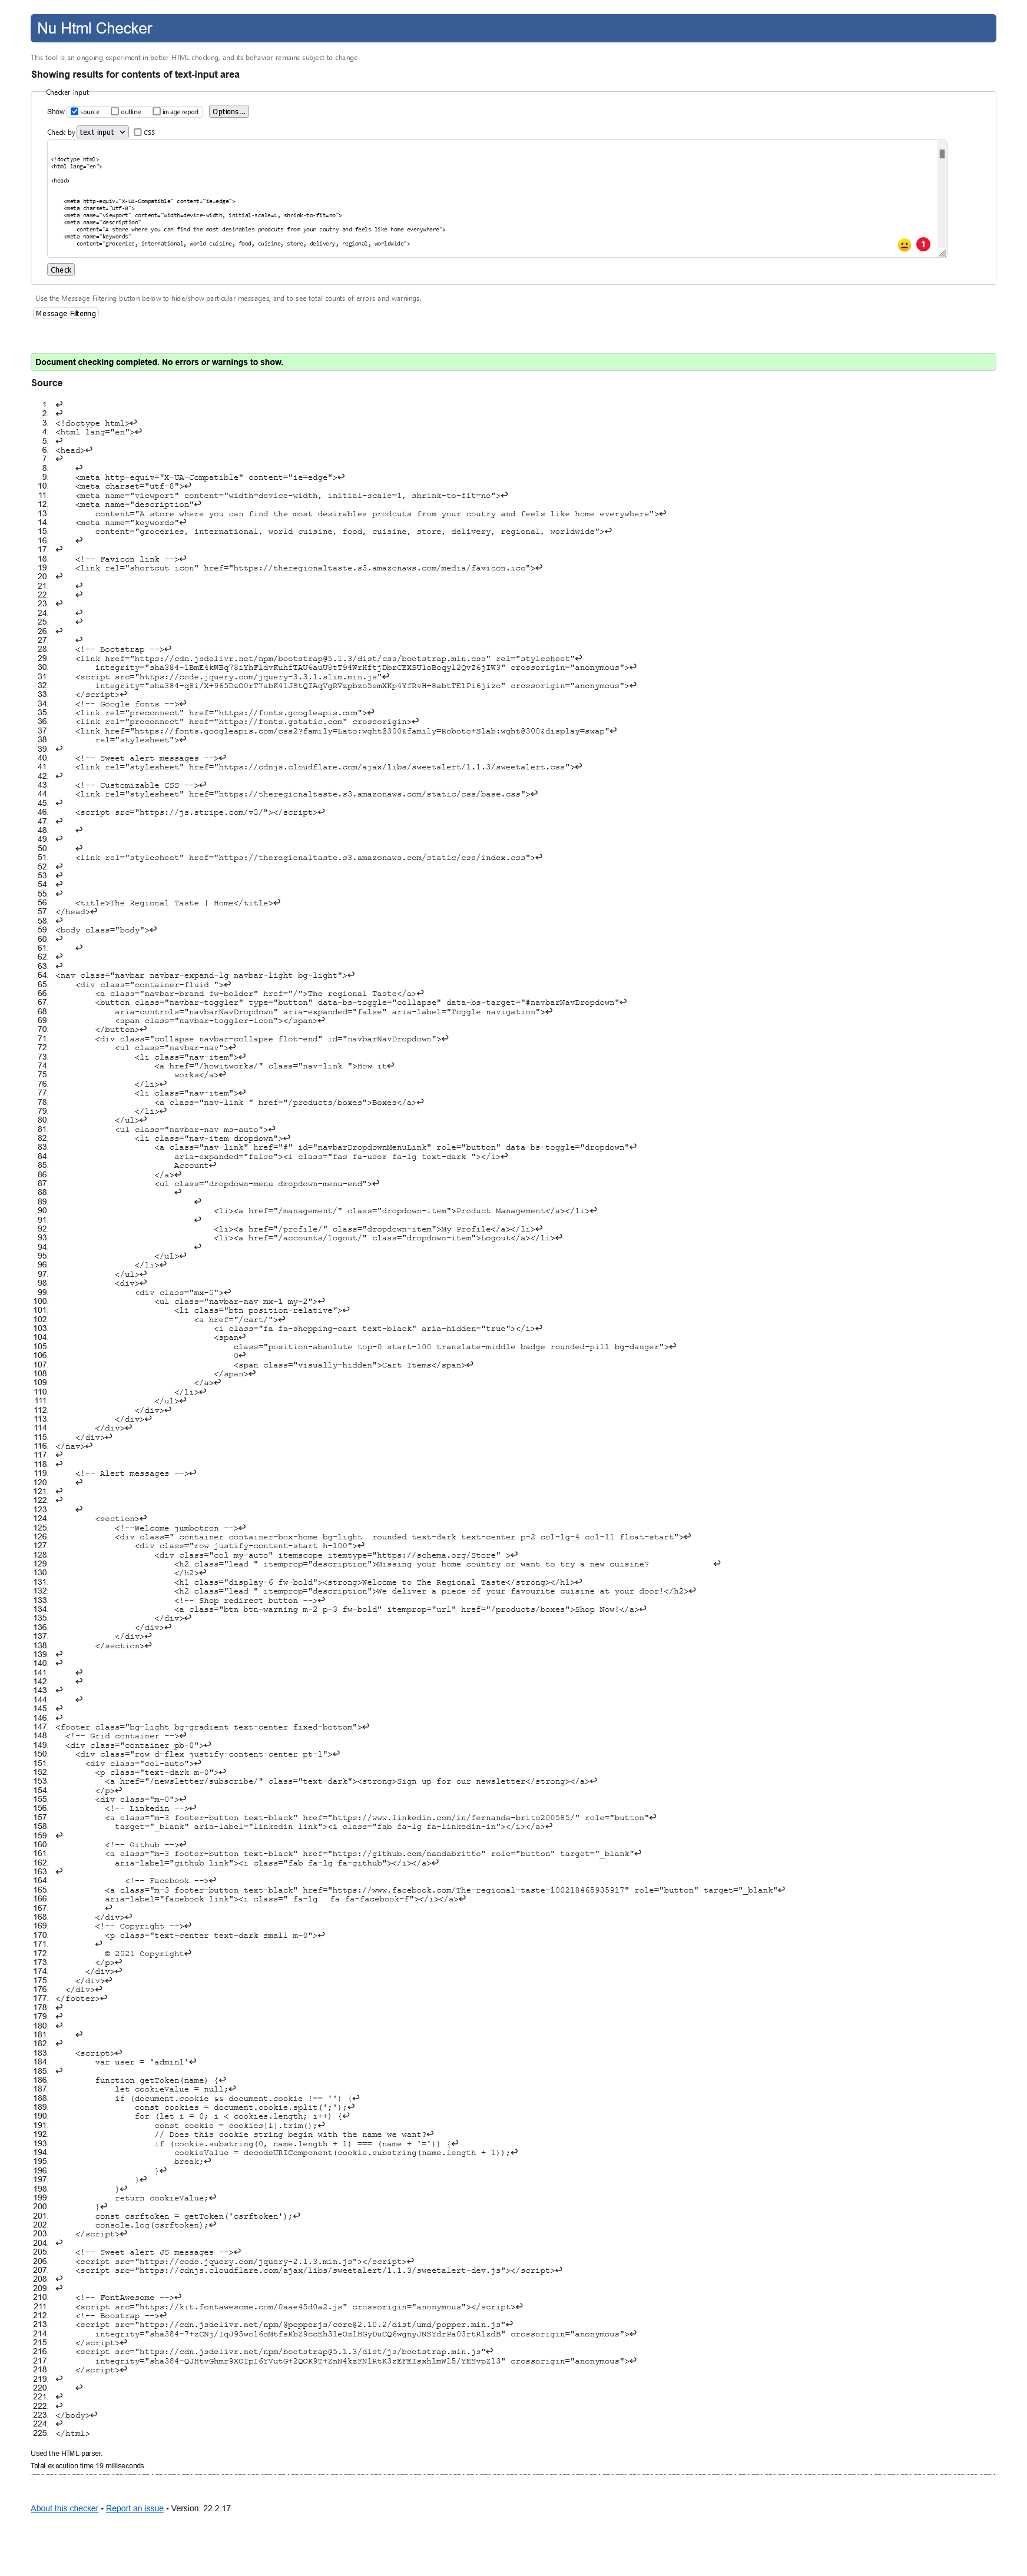 Nu Html Checker
This tool is an ongoing experiment in better HTML checking, and its behavior remains subject to change
Showing results for contents of text-input area
Checker Input
Show source outline image report Options...
Check by text input CSS
<!doctype html>
<html lang="en">
<head>
<meta http-equiv="X-UA-Compatible" content="ie=edge">
<meta charset="utf-8">
<meta name="viewport" content="width=device-width, initial-scale=1, shrink-to-fit=no">
<meta name="description"
content="A store where you can find the most desirables prodcuts from your coutry and feels like home everywhere">
<meta name="keywords"
content="groceries, international, world cuisine, food, cuisine, store, delivery, regional, worldwide">
1
Check
Use the Message Filtering button below to hide/show particular messages, and to see total counts of errors and warnings.
Message Filtering
Document checking completed. No errors or warnings to show.
Source
1. ↩
2. ↩
3. <!doctype html>↩
4. <html lang="en">↩
5. ↩
6. <head>↩
7. ↩
8. ↩
9. <meta http-equiv="X-UA-Compatible" content="ie=edge">↩
10. <meta charset="utf-8">↩
11. <meta name="viewport" content="width=device-width, initial-scale=1, shrink-to-fit=no">↩
12. <meta name="description"↩
13. content="A store where you can find the most desirables prodcuts from your coutry and feels like home everywhere">↩
14. <meta name="keywords"↩
15. content="groceries, international, world cuisine, food, cuisine, store, delivery, regional, worldwide">↩
16. ↩
17. ↩
18. <!-- Favicon link -->↩
19. <link rel="shortcut icon" href="https://theregionaltaste.s3.amazonaws.com/media/favicon.ico">↩
20. ↩
21. ↩
22. ↩
23. ↩
24. ↩
25. ↩
26. ↩
27. ↩
28. <!-- Bootstrap -->↩
29. <link href="https://cdn.jsdelivr.net/npm/bootstrap@5.1.3/dist/css/bootstrap.min.css" rel="stylesheet"↩
30. integrity="sha384-1BmE4kWBq78iYhFldvKuhfTAU6auU8tT94WrHftjDbrCEXSU1oBoqyl2QvZ6jIW3" crossorigin="anonymous">↩
31. <script src="https://code.jquery.com/jquery-3.3.1.slim.min.js"↩
32. integrity="sha384-q8i/X+965DzO0rT7abK41JStQIAqVgRVzpbzo5smXKp4YfRvH+8abtTE1Pi6jizo" crossorigin="anonymous">↩
33. </script>↩
34. <!-- Google fonts -->↩
35. <link rel="preconnect" href="https://fonts.googleapis.com">↩
36. <link rel="preconnect" href="https://fonts.gstatic.com" crossorigin>↩
37. <link href="https://fonts.googleapis.com/css2?family=Lato:wght@300&family=Roboto+Slab:wght@300&display=swap"↩
38. rel="stylesheet">↩
39. ↩
40. <!-- Sweet alert messages -->↩
41. <link rel="stylesheet" href="https://cdnjs.cloudflare.com/ajax/libs/sweetalert/1.1.3/sweetalert.css">↩
42. ↩
43. <!-- Customizable CSS -->↩
44. <link rel="stylesheet" href="https://theregionaltaste.s3.amazonaws.com/static/css/base.css">↩
45. ↩
46. <script src="https://js.stripe.com/v3/"></script>↩
47. ↩
48. ↩
49. ↩
50. ↩
51. <link rel="stylesheet" href="https://theregionaltaste.s3.amazonaws.com/static/css/index.css">↩
52. ↩
53. ↩
54. ↩
55. ↩
56. <title>The Regional Taste | Home</title>↩
57. </head>↩
58. ↩
59. <body class="body">↩
60. ↩
61. ↩
62. ↩
63. ↩
64. <nav class="navbar navbar-expand-lg navbar-light bg-light">↩
65. <div class="container-fluid ">↩
66. <a class="navbar-brand fw-bolder" href="/">The regional Taste</a>↩
67. <button class="navbar-toggler" type="button" data-bs-toggle="collapse" data-bs-target="#navbarNavDropdown"↩
68. aria-controls="navbarNavDropdown" aria-expanded="false" aria-label="Toggle navigation">↩
69. <span class="navbar-toggler-icon"></span>↩
70. </button>↩
71. <div class="collapse navbar-collapse flot-end" id="navbarNavDropdown">↩
72. <ul class="navbar-nav">↩
73. <li class="nav-item">↩
74. <a href="/howitworks/" class="nav-link ">How it↩
75. works</a>↩
76. </li>↩
77. <li class="nav-item">↩
78. <a class="nav-link " href="/products/boxes">Boxes</a>↩
79. </li>↩
80. </ul>↩
81. <ul class="navbar-nav ms-auto">↩
82. <li class="nav-item dropdown">↩
83. <a class="nav-link" href="#" id="navbarDropdownMenuLink" role="button" data-bs-toggle="dropdown"↩
84. aria-expanded="false"><i class="fas fa-user fa-lg text-dark "></i>↩
85. Account↩
86. </a>↩
87. <ul class="dropdown-menu dropdown-menu-end">↩
88. ↩
89. ↩
90. <li><a href="/management/" class="dropdown-item">Product Management</a></li>↩
91. ↩
92. <li><a href="/profile/" class="dropdown-item">My Profile</a></li>↩
93. <li><a href="/accounts/logout/" class="dropdown-item">Logout</a></li>↩
94. ↩
95. </ul>↩
96. </li>↩
97. </ul>↩
98. <div>↩
99. <div class="mx-0">↩
100. <ul class="navbar-nav mx-1 my-2">↩
101. <li class="btn position-relative">↩
102. <a href="/cart/">↩
103. <i class="fa fa-shopping-cart text-black" aria-hidden="true"></i>↩
104. <span↩
105. class="position-absolute top-0 start-100 translate-middle badge rounded-pill bg-danger">↩
106. 0↩
107. <span class="visually-hidden">Cart Items</span>↩
108. </span>↩
109. </a>↩
110. </li>↩
111. </ul>↩
112. </div>↩
113. </div>↩
114. </div>↩
115. </div>↩
116. </nav>↩
117. ↩
118. ↩
119. <!-- Alert messages -->↩
120. ↩
121. ↩
122. ↩
123. ↩
124. <section>↩
125. <!--Welcome jumbotron -->↩
126. <div class=" container container-box-home bg-light  rounded text-dark text-center p-2 col-lg-4 col-11 float-start">↩
127. <div class="row justify-content-start h-100">↩
128. <div class="col my-auto" itemscope itemtype="https://schema.org/Store" >↩
129. <h2 class="lead " itemprop="description">Missing your home country or want to try a new cuisine? ↩
130. </h2>↩
131. <h1 class="display-6 fw-bold"><strong>Welcome to The Regional Taste</strong></h1>↩
132. <h2 class="lead " itemprop="description">We deliver a piece of your favourite cuisine at your door!</h2>↩
133. <!-- Shop redirect button -->↩
134. <a class="btn btn-warning m-2 p-3 fw-bold" itemprop="url" href="/products/boxes">Shop Now!</a>↩
135. </div>↩
136. </div>↩
137. </div>↩
138. </section>↩
139. ↩
140. ↩
141. ↩
142. ↩
143. ↩
144. ↩
145. ↩
146. ↩
147. <footer class="bg-light bg-gradient text-center fixed-bottom">↩
148. <!-- Grid container -->↩
149. <div class="container pb-0">↩
150. <div class="row d-flex justify-content-center pt-1">↩
151. <div class="col-auto">↩
152. <p class="text-dark m-0">↩
153. <a href="/newsletter/subscribe/" class="text-dark"><strong>Sign up for our newsletter</strong></a>↩
154. </p>↩
155. <div class="m-0">↩
156. <!-- Linkedin -->↩
157. <a class="m-3 footer-button text-black" href="https://www.linkedin.com/in/fernanda-brito200585/" role="button"↩
158. target="_blank" aria-label="linkedin link"><i class="fab fa-lg fa-linkedin-in"></i></a>↩
159. ↩
160. <!-- Github -->↩
161. <a class="m-3 footer-button text-black" href="https://github.com/nandabritto" role="button" target="_blank"↩
162. aria-label="github link"><i class="fab fa-lg fa-github"></i></a>↩
163. ↩
164. <!-- Facebook -->↩
165. <a class="m-3 footer-button text-black" href="https://www.facebook.com/The-regional-taste-100218465935917" role="button" target="_blank"↩
166. aria-label="facebook link"><i class=" fa-lg  fa fa-facebook-f"></i></a>↩
167. ↩
168. </div>↩
169. <!-- Copyright -->↩
170. <p class="text-center text-dark small m-0">↩
171. ↩
172. © 2021 Copyright↩
173. </p>↩
174. </div>↩
175. </div>↩
176. </div>↩
177. </footer>↩
178. ↩
179. ↩
180. ↩
181. ↩
182. ↩
183. <script>↩
184. var user = 'admin1'↩
185. ↩
186. function getToken(name) {↩
187. let cookieValue = null;↩
188. if (document.cookie && document.cookie !== '') {↩
189. const cookies = document.cookie.split(';');↩
190. for (let i = 0; i < cookies.length; i++) {↩
191. const cookie = cookies[i].trim();↩
192. // Does this cookie string begin with the name we want?↩
193. if (cookie.substring(0, name.length + 1) === (name + '=')) {↩
194. cookieValue = decodeURIComponent(cookie.substring(name.length + 1));↩
195. break;↩
196. }↩
197. }↩
198. }↩
199. return cookieValue;↩
200. }↩
201. const csrftoken = getToken('csrftoken');↩
202. console.log(csrftoken);↩
203. </script>↩
204. ↩
205. <!-- Sweet alert JS messages -->↩
206. <script src="https://code.jquery.com/jquery-2.1.3.min.js"></script>↩
207. <script src="https://cdnjs.cloudflare.com/ajax/libs/sweetalert/1.1.3/sweetalert-dev.js"></script>↩
208. ↩
209. ↩
210. <!-- FontAwesome -->↩
211. <script src="https://kit.fontawesome.com/0aae45d0a2.js" crossorigin="anonymous"></script>↩
212. <!-- Boostrap -->↩
213. <script src="https://cdn.jsdelivr.net/npm/@popperjs/core@2.10.2/dist/umd/popper.min.js"↩
214. integrity="sha384-7+zCNj/IqJ95wo16oMtfsKbZ9ccEh31eOz1HGyDuCQ6wgnyJNSYdrPa03rtR1zdB" crossorigin="anonymous">↩
215. </script>↩
216. <script src="https://cdn.jsdelivr.net/npm/bootstrap@5.1.3/dist/js/bootstrap.min.js"↩
217. integrity="sha384-QJHtvGhmr9XOIpI6YVutG+2QOK9T+ZnN4kzFN1RtK3zEFEIsxhlmWl5/YESvpZ13" crossorigin="anonymous">↩
218. </script>↩
219. ↩
220. ↩
221. ↩
222. ↩
223. </body>↩
224. ↩
225. </html>
Used the HTML parser.
Total execution time 19 milliseconds.
About this checker • Report an issue • Version: 22.2.17